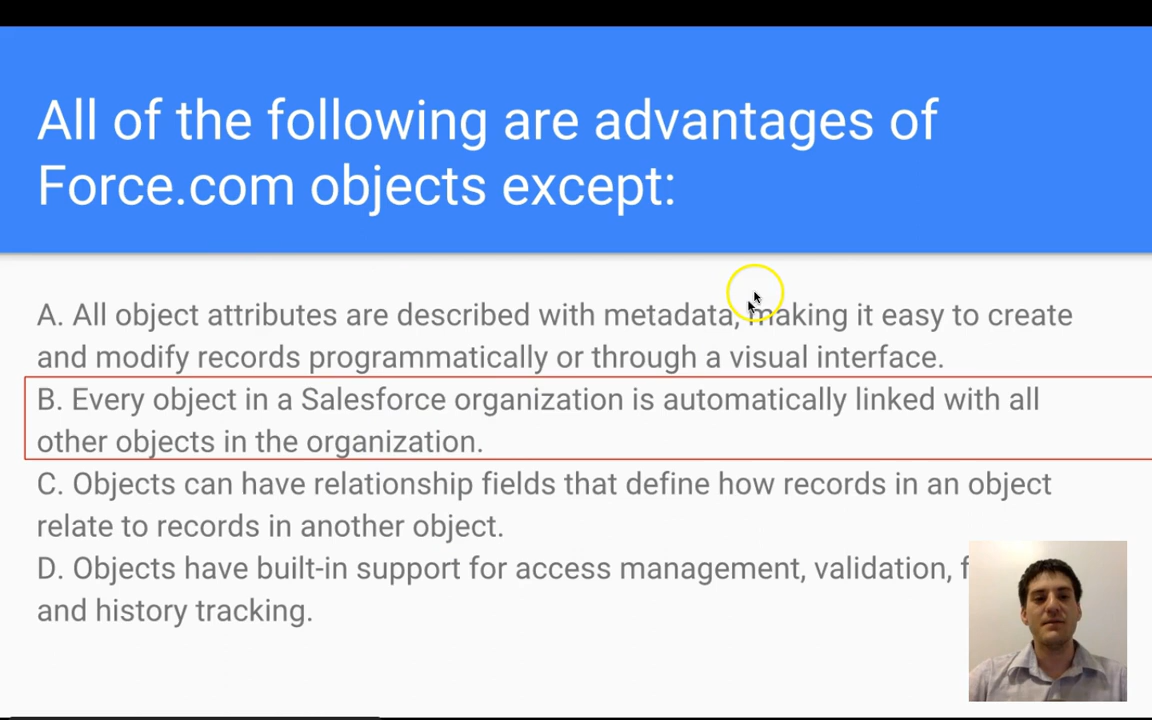 All of the following are advantages of
Force.com objects except:
A. All object attributes are described with metadata, making it easy to create
and modify records programmatically or through a visual interface.
B. Every object in a Salesforce organization is automatically linked with all
other objects in the organization.
C. Objects can have relationship fields that define how records in an object
relate to records in another object.
D. Objects have built-in support for access management, validation,
and history tracking.